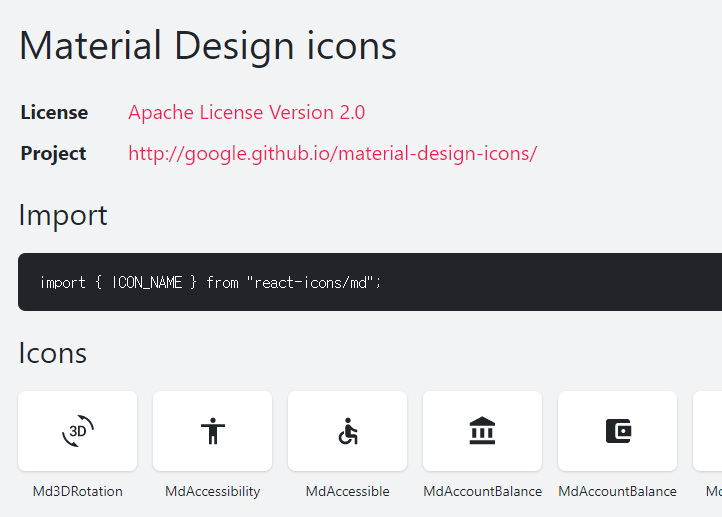 Material Design icons
License Apache License Version 2.0
Project http://google.github.io/material-design-icons/
Import
import { ICON_NAME } from "react-icons/md";
Icons
3D
Md3DRotation MdAccessibility MdAccessible MdAccountBalance MdAccountBalance